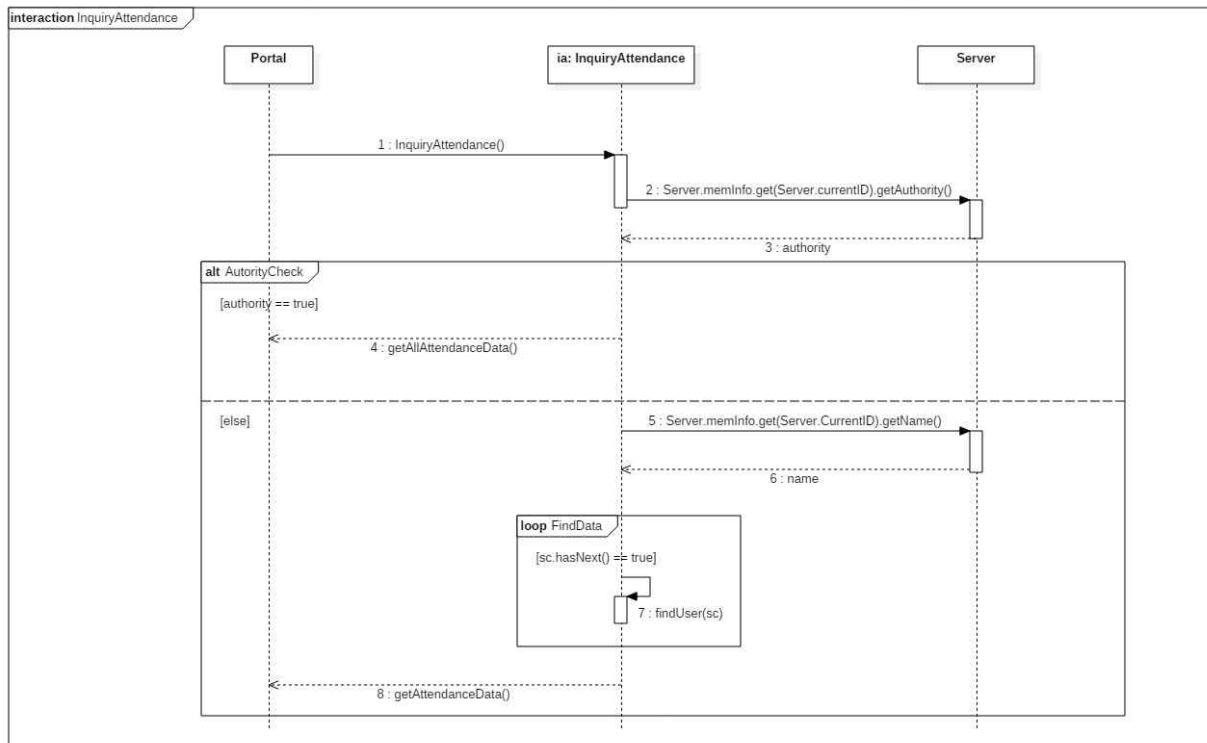 interaction InquiryAttendance
Portal
ia: InquiryAttendance
Server
1 : InquiryAttendance()
2 : Server.memInfo.get(Server.currentID).getAuthority()
3 : authority
alt AutorityCheck
[authority == true]
4 : getAllAttendanceData()
[else]
5 : Server.memInfo.get(Server.CurrentID).getName()
6 : name
loop FindData
[sc.hasNext() == true]
7 : findUser(sc)
8 : getAttendanceData()